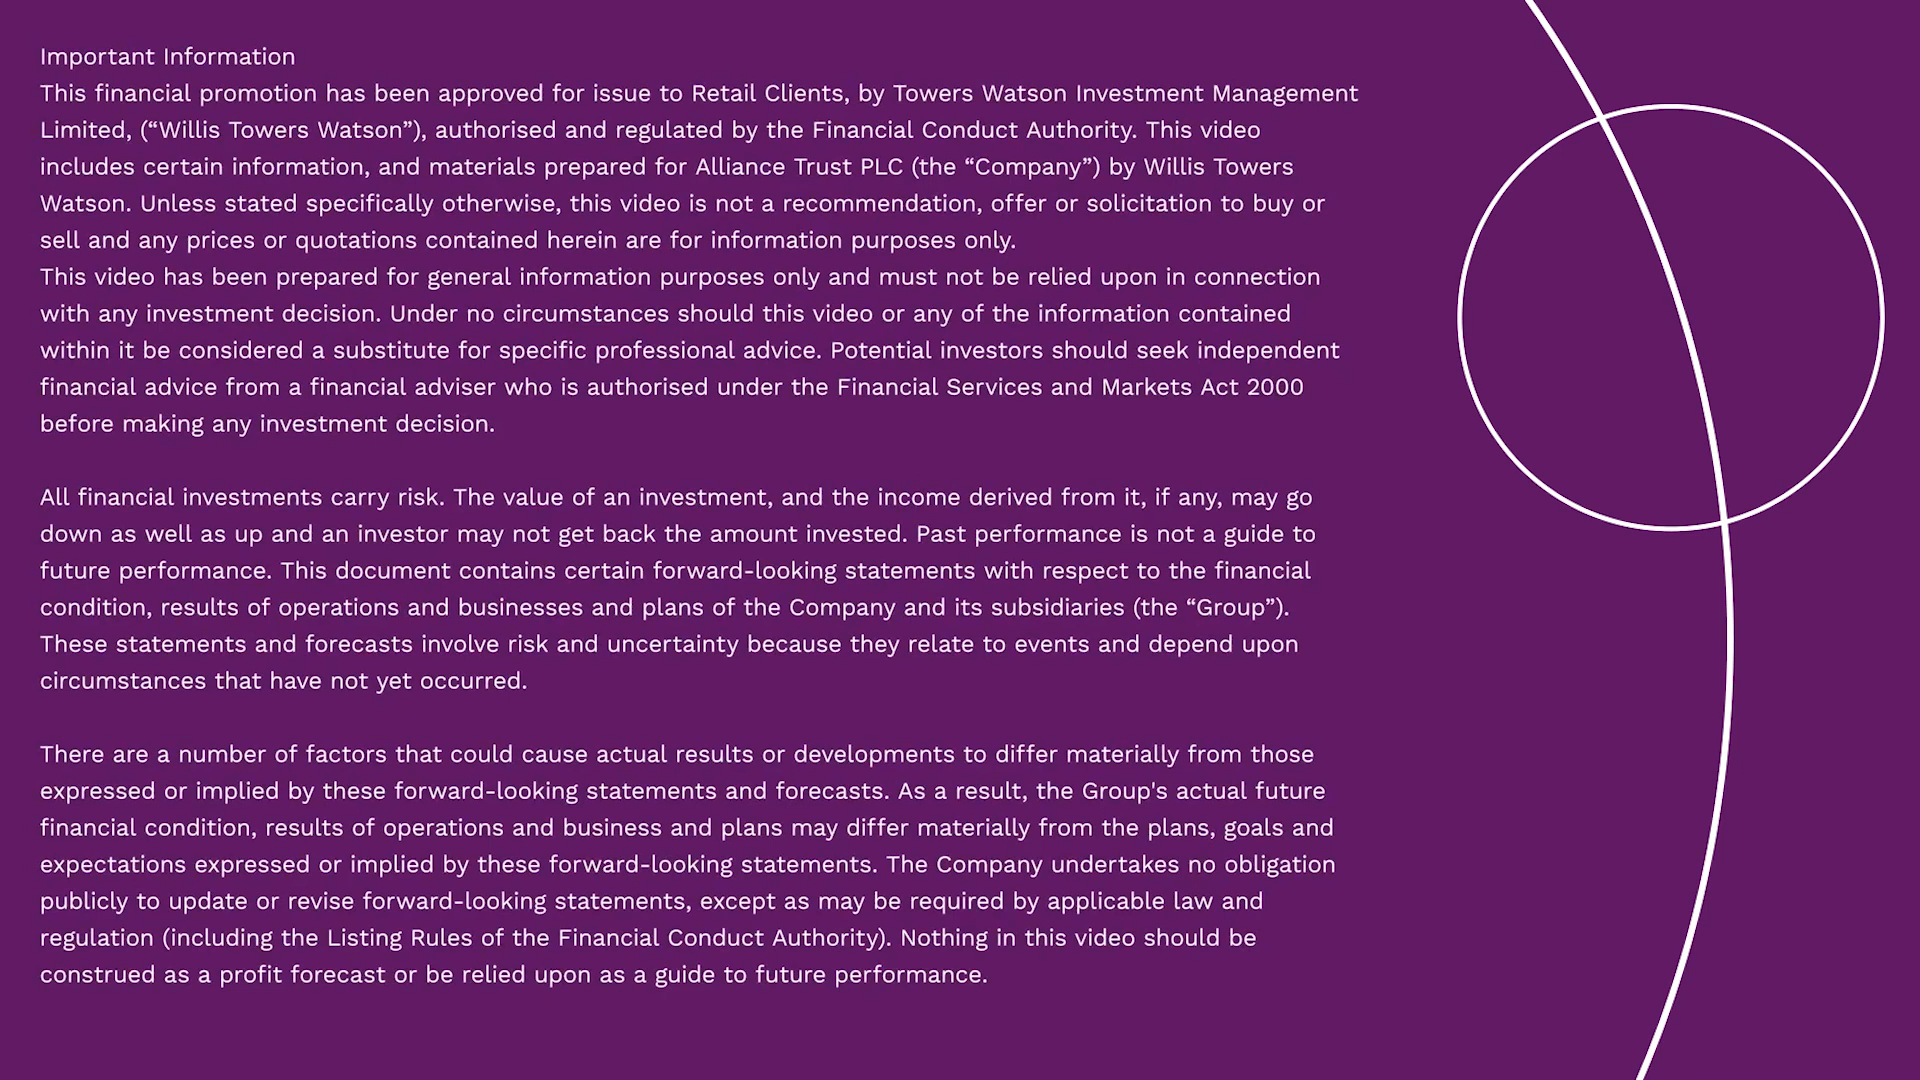 Important Information
This financial promotion has been approved for issue to Retail Clients, by Towers Watson Investment Management
Limited, (“Willis Towers Watson”), authorised and regulated by the Financial Conduct Authority. This video
includes certain information, and materials prepared for Alliance Trust PLC (the “Company”) by Willis Towers
Watson. Unless stated specifically otherwise, this video is not a recommendation, offer or solicitation to buy or
sell and any prices or quotations contained herein are for information purposes only.
This video has been prepared for general information purposes only and must not be relied upon in connection
with any investment decision. Under no circumstances should this video or any of the information contained
within it be considered a substitute for specific professional advice. Potential investors should seek independent
financial advice from a financial adviser who is authorised under the Financial Services and Markets Act 2000
before making any investment decision.
All financial investments carry risk. The value of an investment, and the income derived from it, if any, may go
down as well as up and an investor may not get back the amount invested. Past performance is not a guide to
future performance. This document contains certain forward-looking statements with respect to the financial
condition, results of operations and businesses and plans of the Company and its subsidiaries (the “Group”).
These statements and forecasts involve risk and uncertainty because they relate to events and depend upon
circumstances that have not yet occurred.
There are a number of factors that could cause actual results or developments to differ materially from those
expressed or implied by these forward-looking statements and forecasts. As a result, the Group's actual future
financial condition, results of operations and business and plans may differ materially from the plans, goals and
expectations expressed or implied by these forward-looking statements. The Company undertakes no obligation
publicly to update or revise forward-looking statements, except as may be required by applicable law and
regulation (including the Listing Rules of the Financial Conduct Authority). Nothing in this video should be
construed as a profit forecast or be relied upon as a guide to future performance.